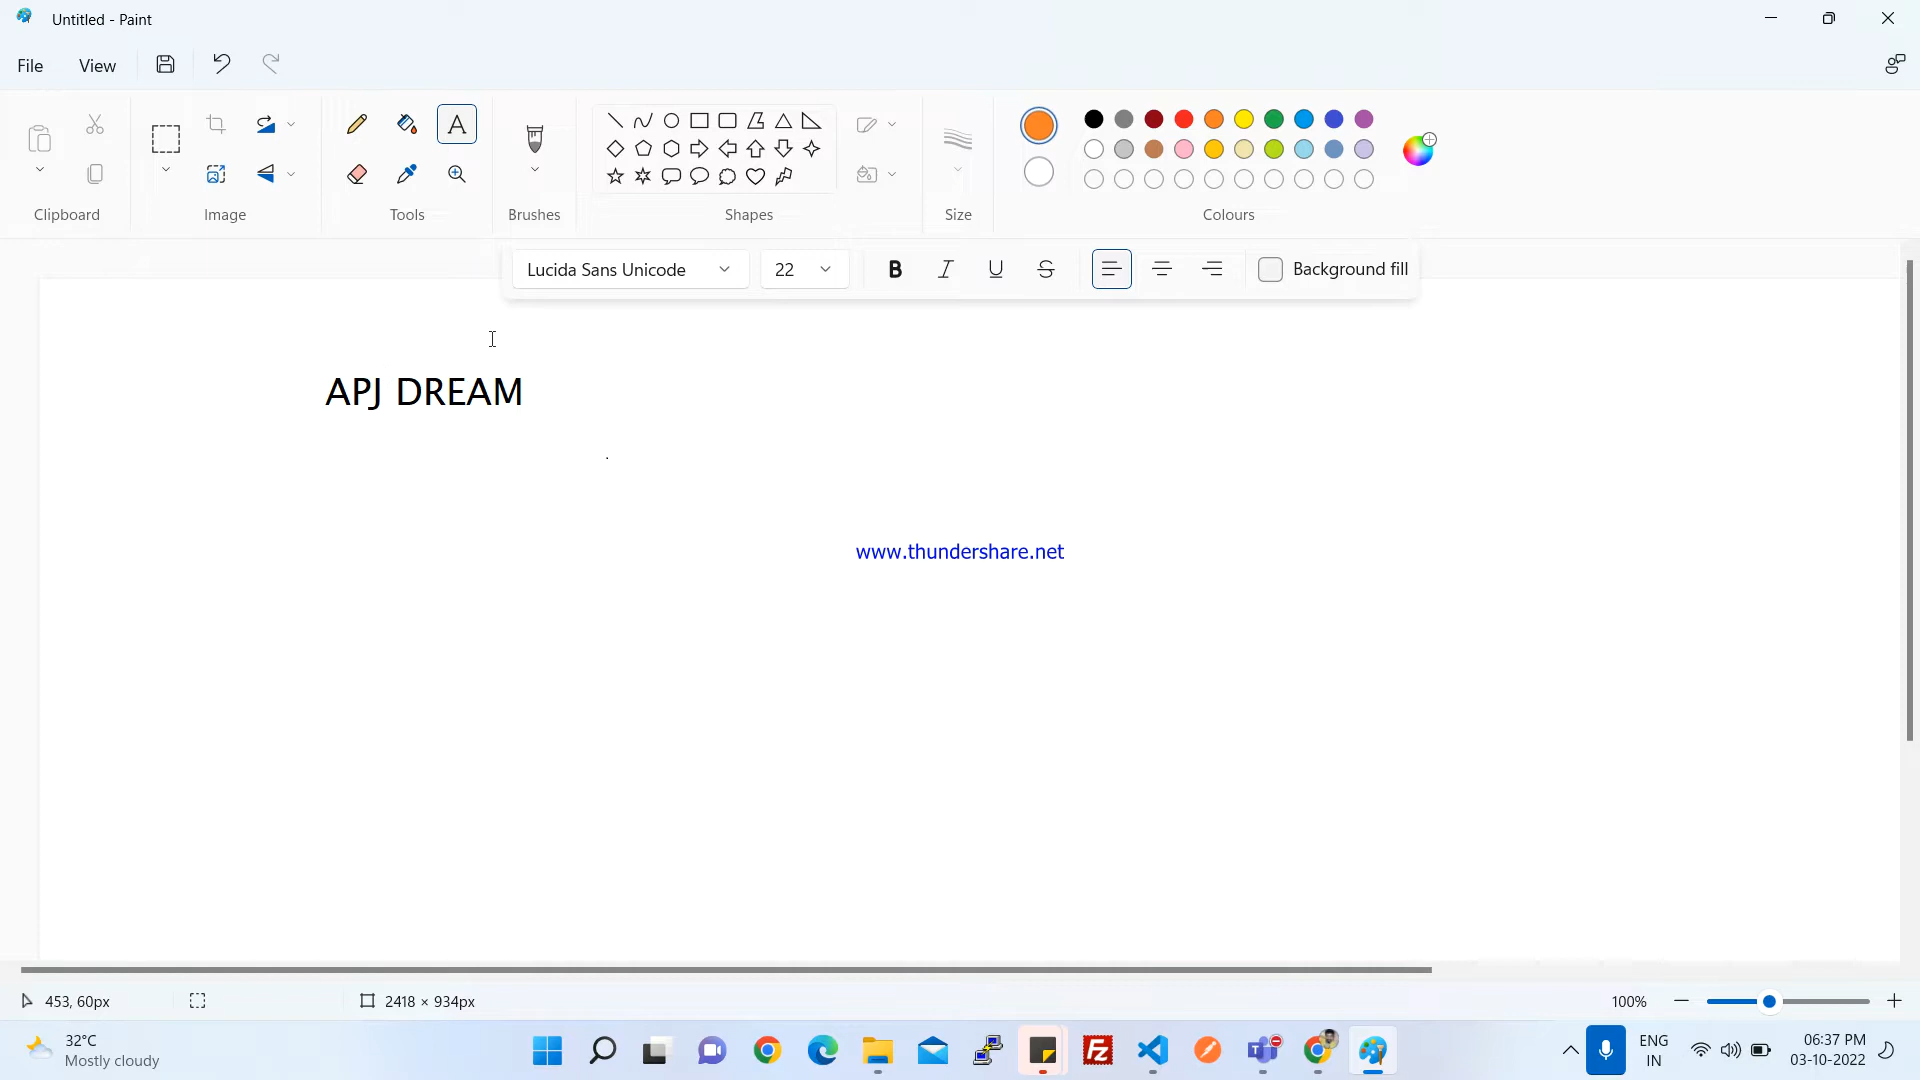 Untitled - Paint
File View
Clipboard Image Tools Brushes Shapes Size Colours
Lucida Sans Unicode 22 B I U S Background fill
APJ DREAM
.
www.thundershare.net
453, 60px 2418 × 934px 100%
32°C
Mostly cloudy
ENG
IN
06:37 PM
03-10-2022